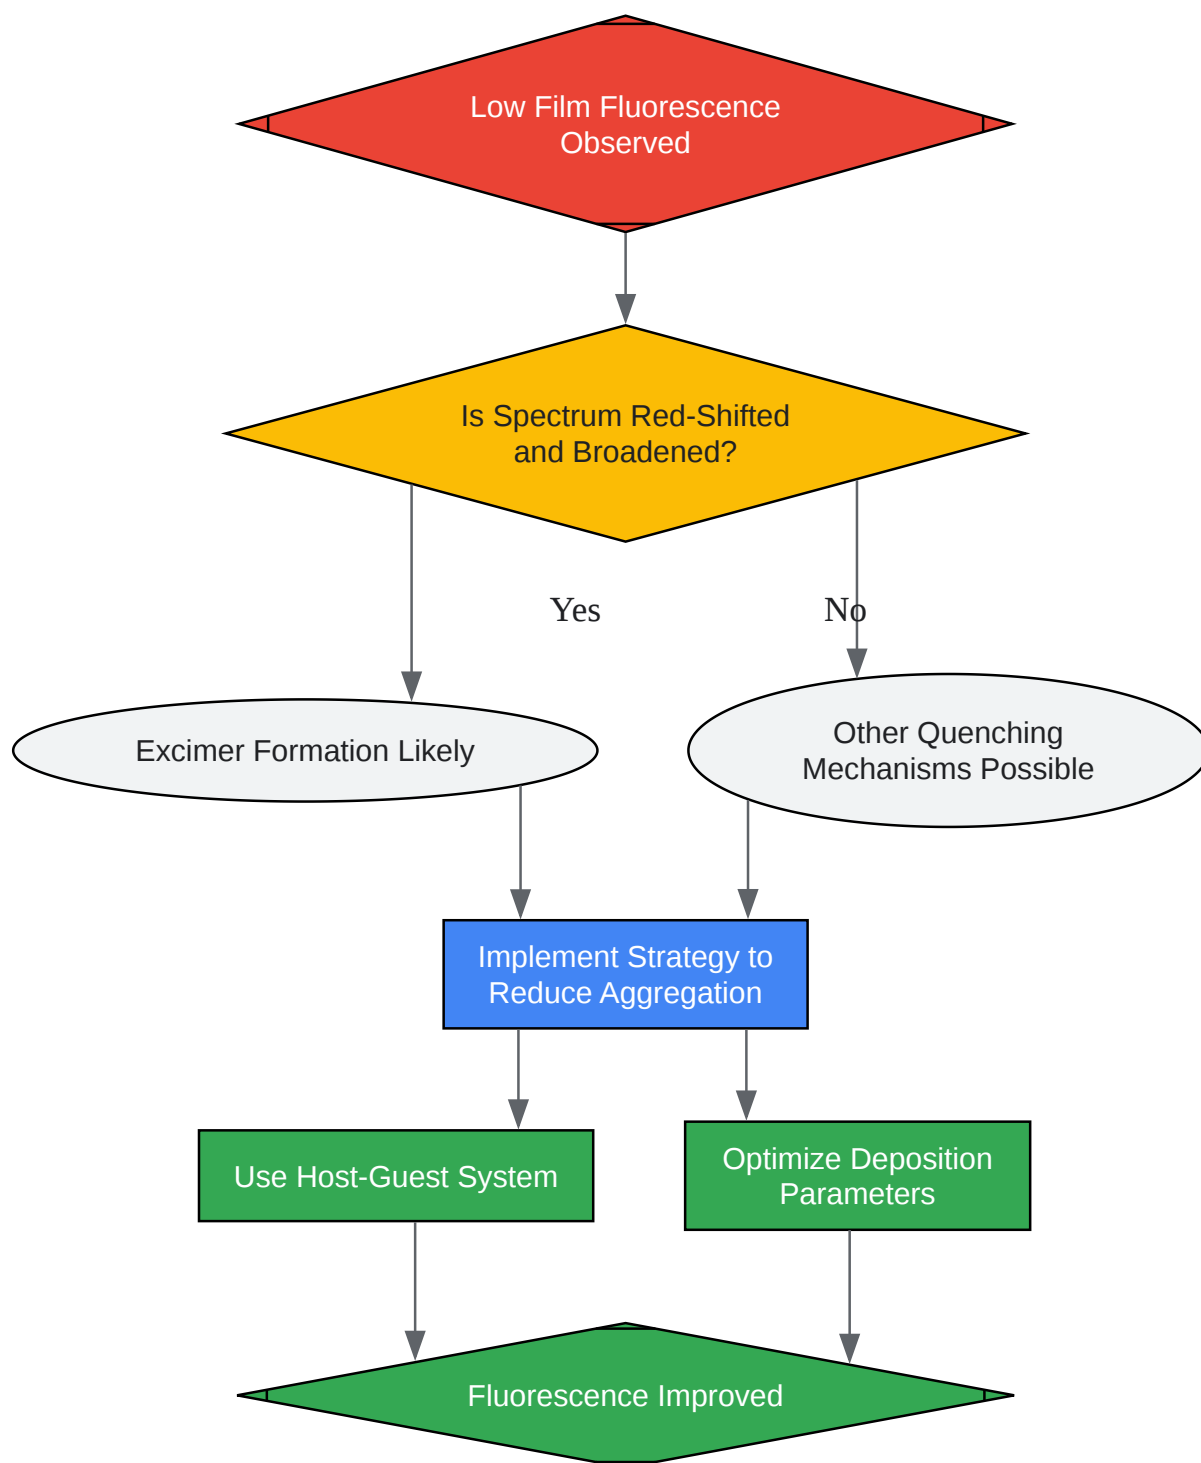 Low Film Fluorescence
Observed
Is Spectrum Red-Shifted
and Broadened?
Yes
No
Excimer Formation Likely
Other Quenching
Mechanisms Possible
Implement Strategy to
Reduce Aggregation
Use Host-Guest System
Optimize Deposition
Parameters
Fluorescence Improved